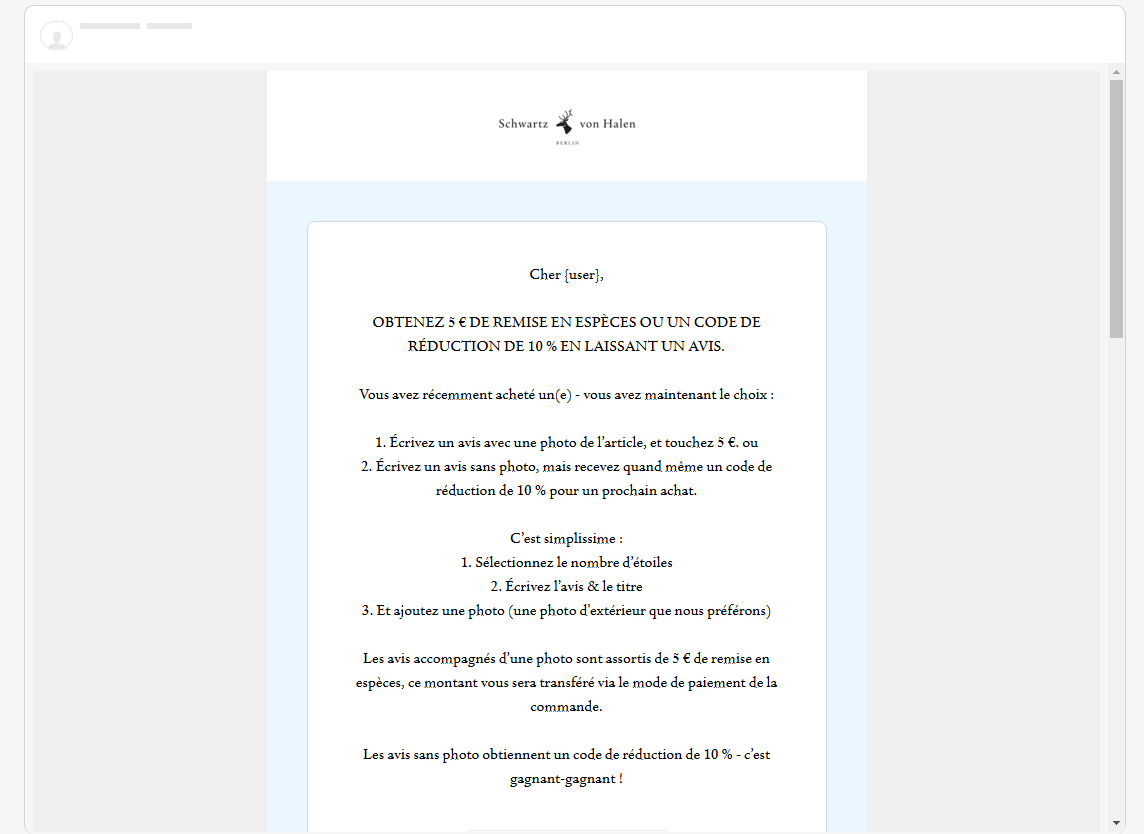 Schwartz von Halen
BERLIN
Cher {user},
OBTENEZ 5 € DE REMISE EN ESPÈCES OU UN CODE DE
RÉDUCTION DE 10 % EN LAISSANT UN AVIS.
Vous avez récemment acheté un(e) - vous avez maintenant le choix :
1. Écrivez un avis avec une photo de l’article, et touchez 5 €. ou
2. Écrivez un avis sans photo, mais recevez quand même un code de
réduction de 10 % pour un prochain achat.
C’est simplissime :
1. Sélectionnez le nombre d’étoiles
2. Écrivez l’avis & le titre
3. Et ajoutez une photo (une photo d'extérieur que nous préférons)
Les avis accompagnés d’une photo sont assortis de 5 € de remise en
espèces, ce montant vous sera transféré via le mode de paiement de la
commande.
Les avis sans photo obtiennent un code de réduction de 10 % - c’est
gagnant-gagnant !